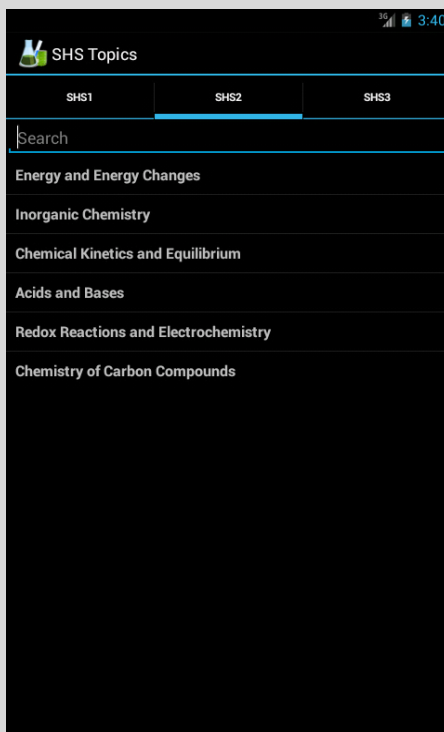 3G 3:40
SHS Topics
SHS1 SHS2 SHS3
Search
Energy and Energy Changes
Inorganic Chemistry
Chemical Kinetics and Equilibrium
Acids and Bases
Redox Reactions and Electrochemistry
Chemistry of Carbon Compounds